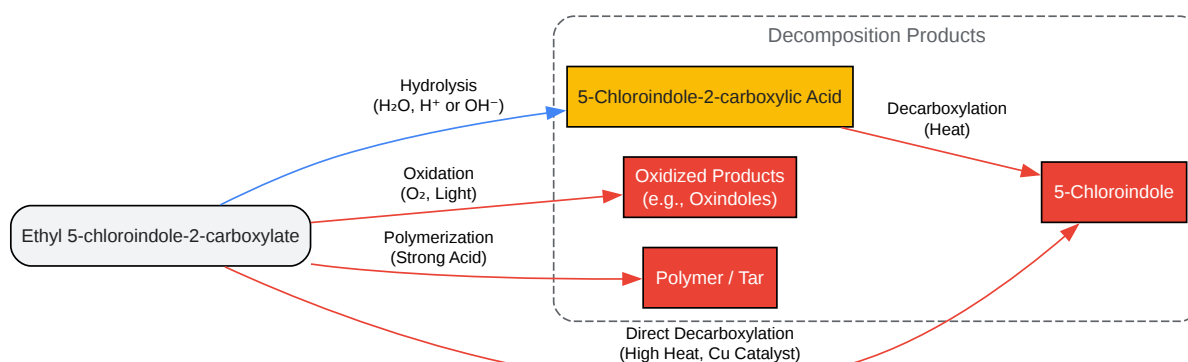 Decomposition Products
Hydrolysis
(H₂O, H⁺ or OH⁻)
5-Chloroindole-2-carboxylic Acid
Decarboxylation
(Heat)
Oxidation
(O₂, Light)
Oxidized Products
(e.g., Oxindoles)
5-Chloroindole
Ethyl 5-chloroindole-2-carboxylate
Polymerization
(Strong Acid)
Polymer / Tar
Direct Decarboxylation
(High Heat, Cu Catalyst)